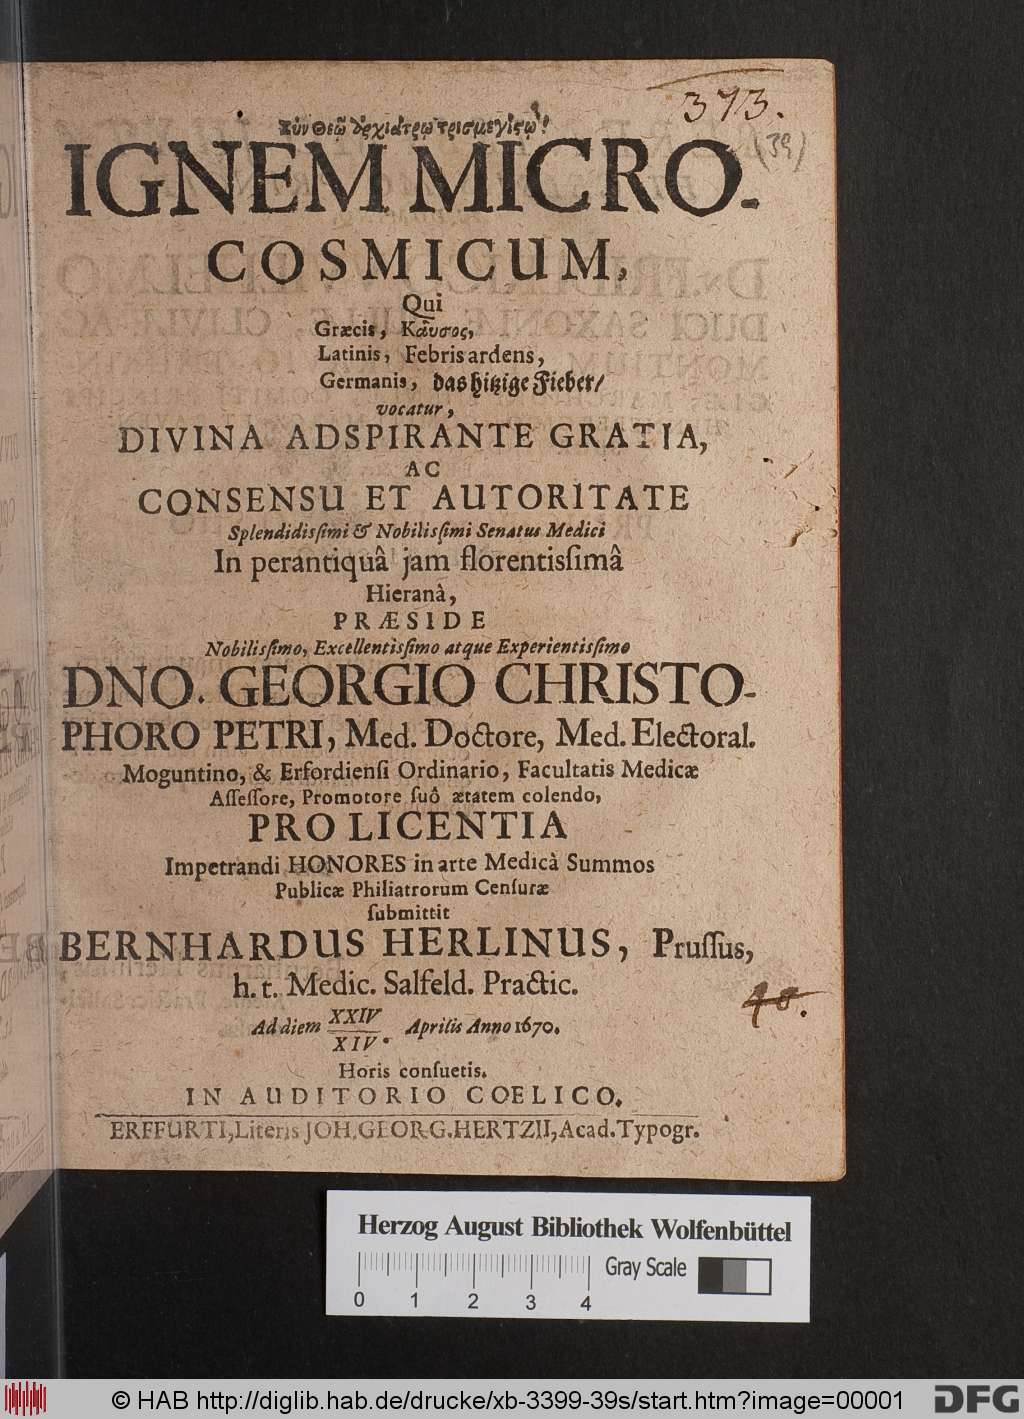 373.
(39)
Σὺν Θεῷ ἀρχιάτρῳ τρισμεγίςῳ!
IGNEM MICRO-
COSMICUM,
Qui
Græcis, Καῦσος,
Latinis, Febris ardens,
Germanis, das hitzige Fieber/
vocatur,
DIVINA ADSPIRANTE GRATIA,
AC
CONSENSU ET AUTORITATE
Splendidisſimi & Nobilisſimi Senatus Medici
In perantiquâ jam florentisſimâ
Hieranâ,
PRÆSIDE
Nobilisſimo, Excellentisſimo atque Experientisſimo
DNO. GEORGIO CHRISTO-
PHORO PETRI, Med. Doctore, Med. Electoral.
Moguntino, & Erfordienſi Ordinario, Facultatis Medicæ
Aſſeſſore, Promotore ſuô ætatem colendo,
PRO LICENTIA
Impetrandi HONORES in arte Medicâ Summos
Publicæ Philiatrorum Cenſuræ
ſubmittit
BERNHARDUS HERLINUS, Pruſſus,
h. t. Medic. Salfeld. Practic.
Ad diem XXIV/XIV. Aprilis Anno 1670.
Horis conſuetis.
IN AUDITORIO COELICO.
ERFFURTI, Literis JOH. GEORG. HERTZII, Acad. Typogr.
48.
Herzog August Bibliothek Wolfenbüttel
Gray Scale
0 1 2 3 4
© HAB http://diglib.hab.de/drucke/xb-3399-39s/start.htm?image=00001
DFG